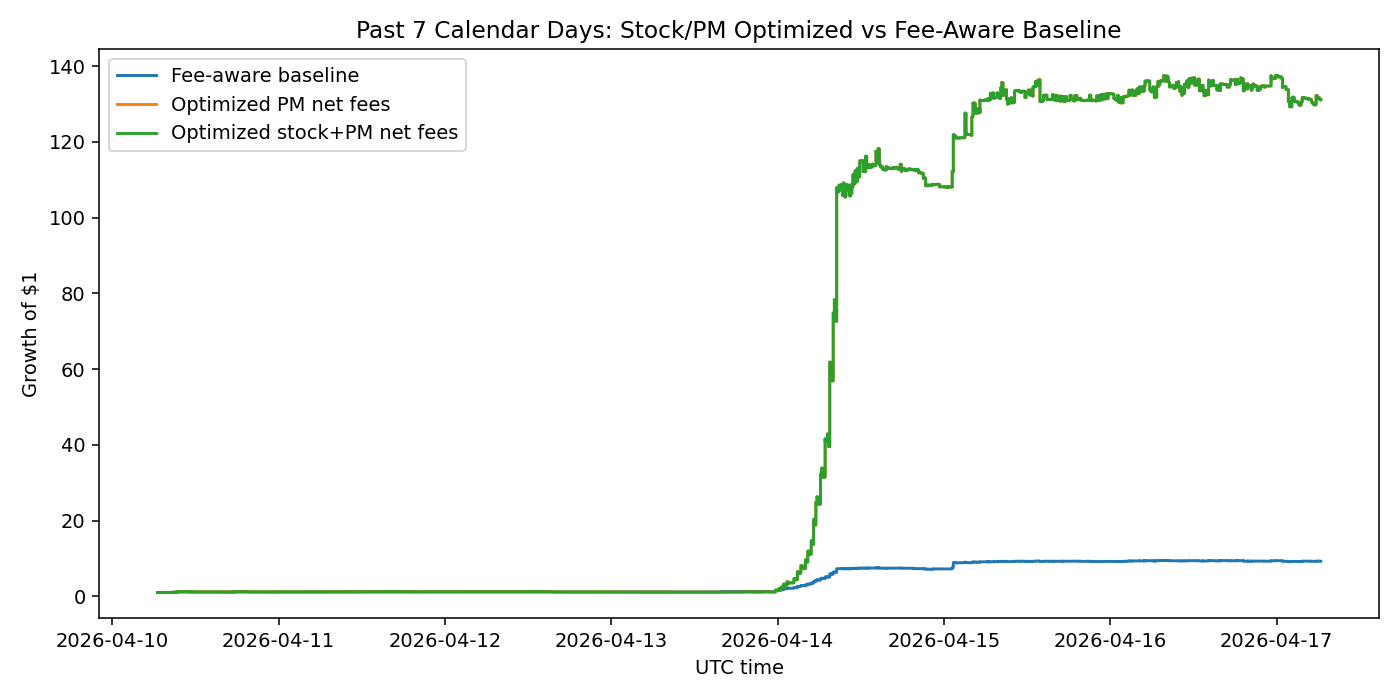 Past 7 Calendar Days: Stock/PM Optimized vs Fee-Aware Baseline
Fee-aware baseline
Optimized PM net fees
Optimized stock+PM net fees
Growth of $1
140
120
100
80
60
40
20
0
2026-04-10
2026-04-11
2026-04-12
2026-04-13
2026-04-14
2026-04-15
2026-04-16
2026-04-17
UTC time